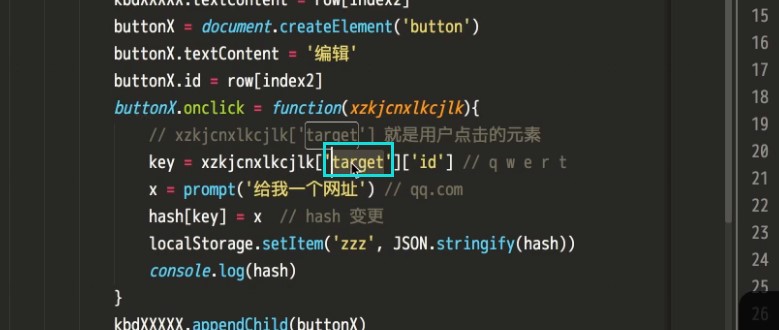 kbdXXXXX.textContent = row[index2]
buttonX = document.createElement('button')
buttonX.textContent = '编辑'
buttonX.id = row[index2]
buttonX.onclick = function(xzkjcnxlkcjlk){
// xzkjcnxlkcjlk['target'] 就是用户点击的元素
key = xzkjcnxlkcjlk['target']['id'] // q w e r t
x = prompt('给我一个网址') // qq.com
hash[key] = x // hash 变更
localStorage.setItem('zzz', JSON.stringify(hash))
console.log(hash)
}
kbdXXXXX.appendChild(buttonX)
15
16
17
18
19
20
21
22
23
24
25
26